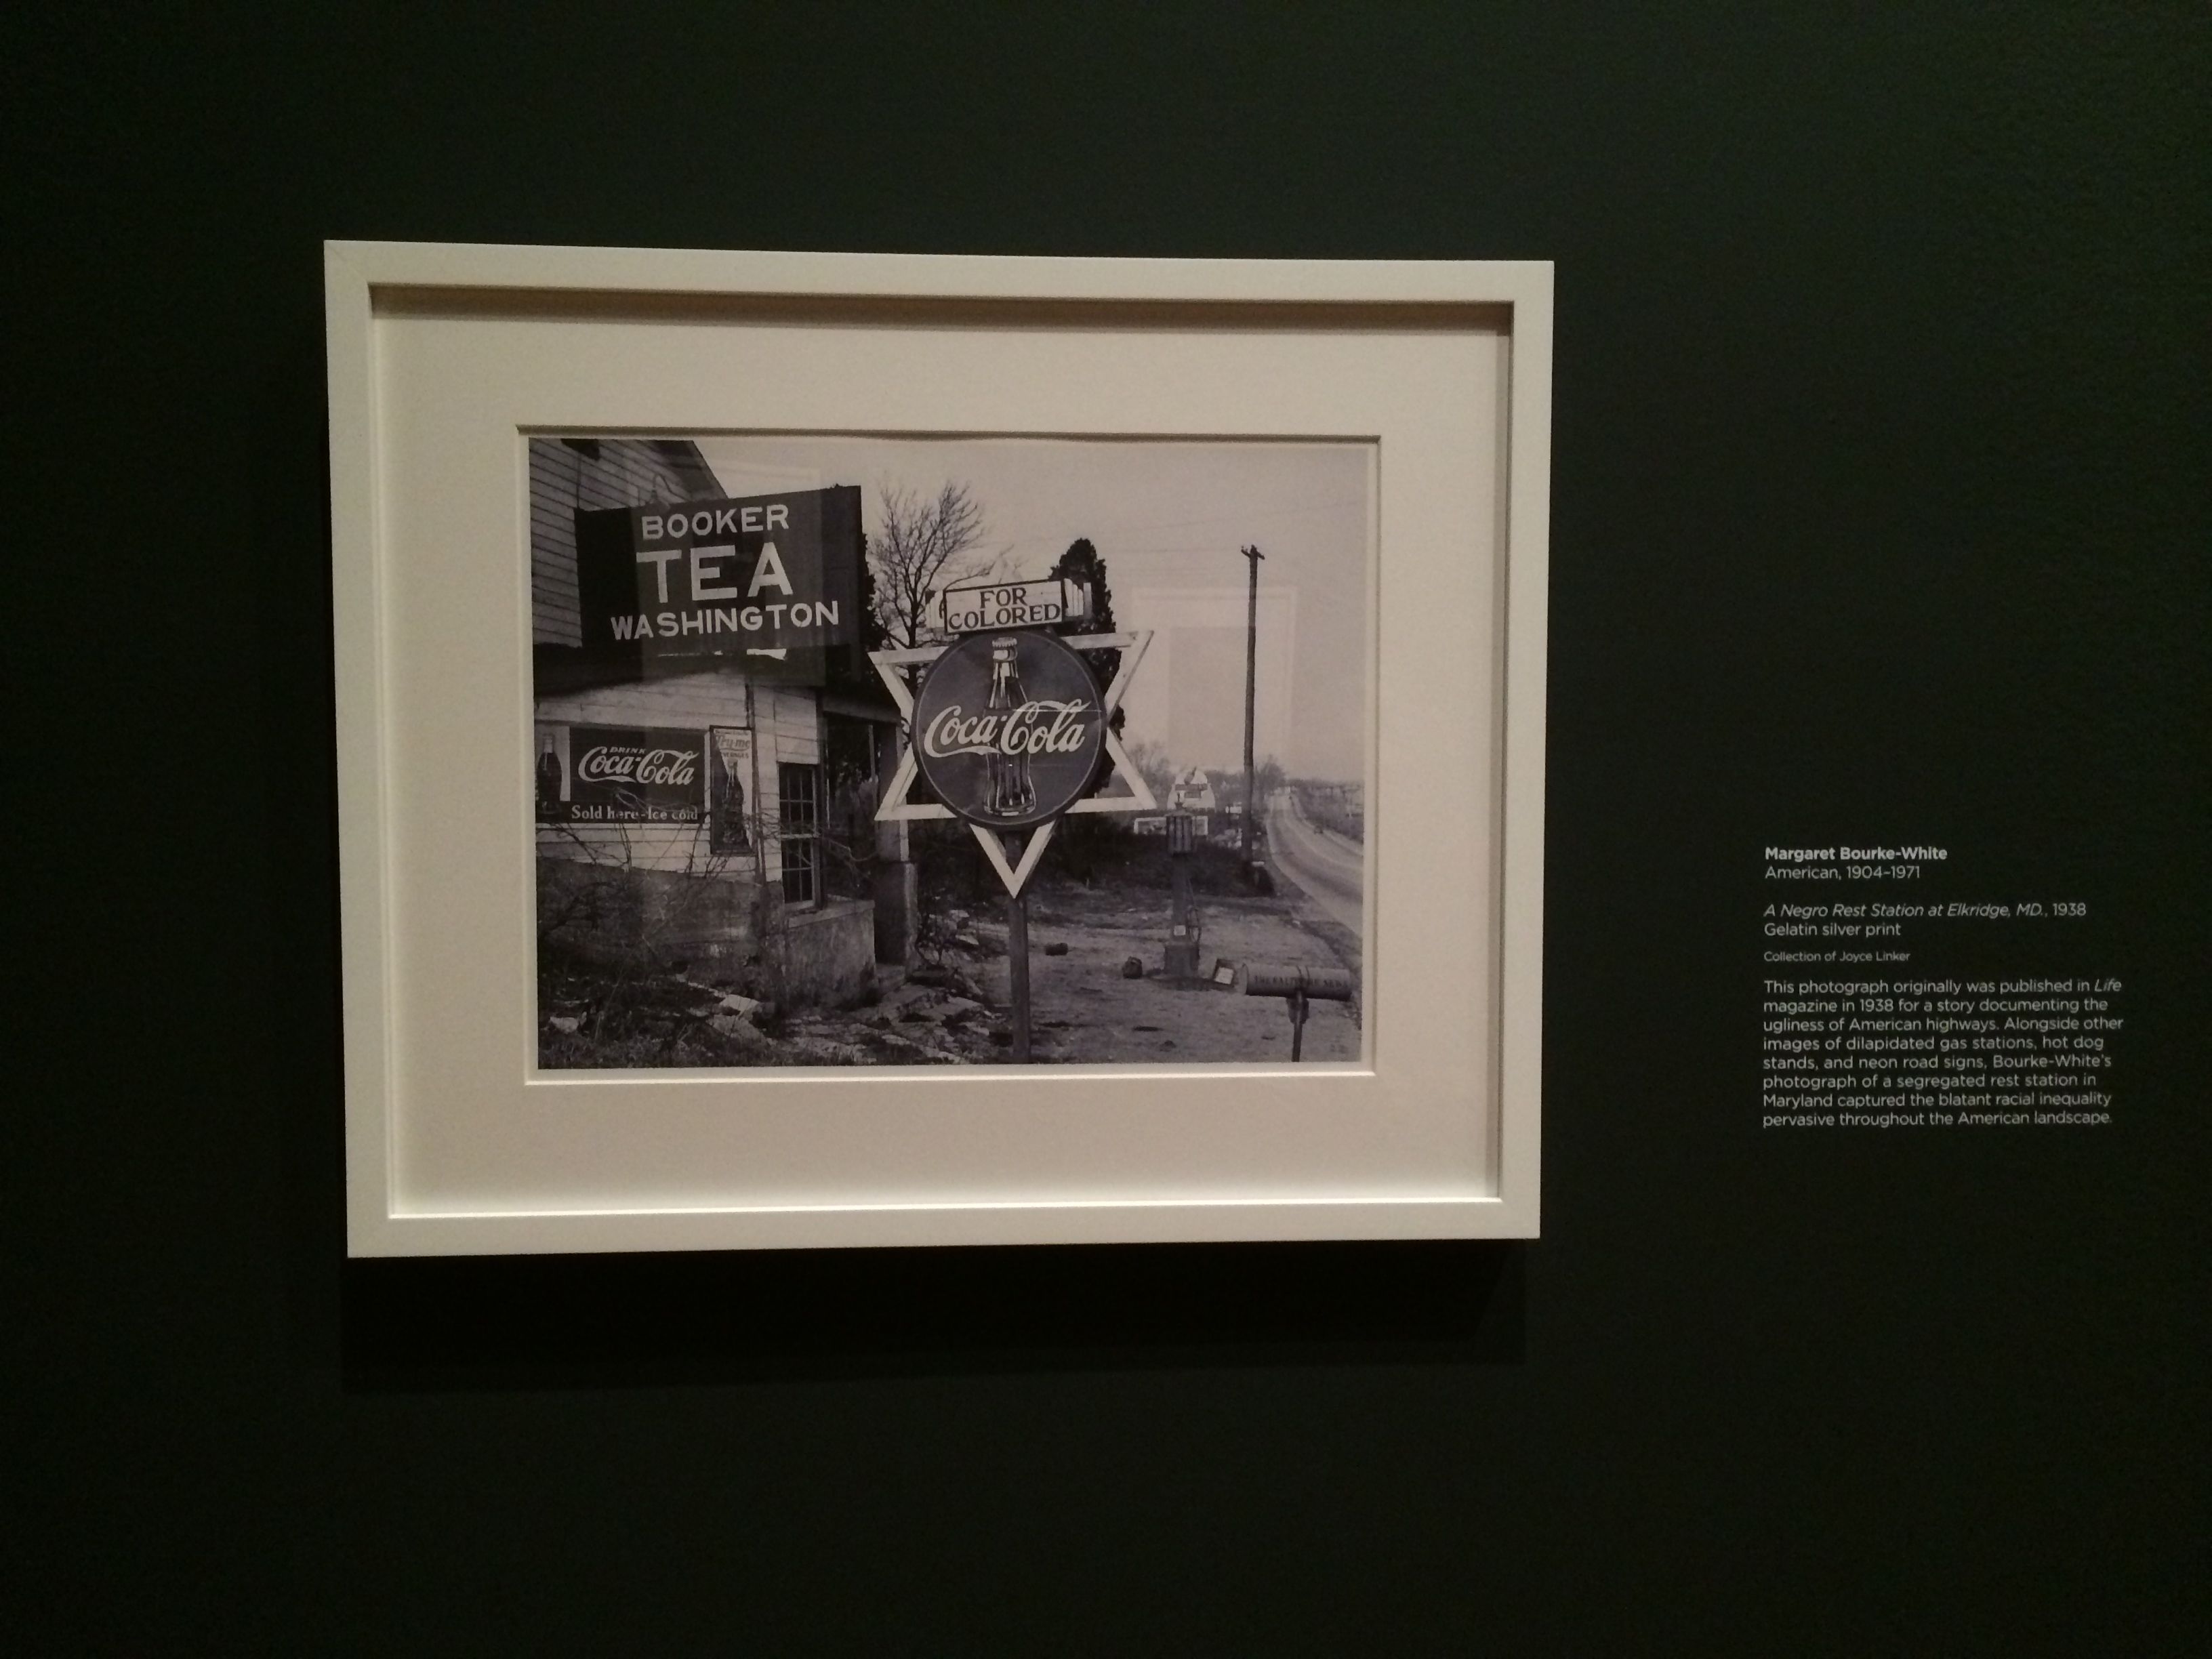 BOOKER
TEA
WASHINGTON
FOR
COLORED
Coca-Cola
DRINK
Coca-Cola
Sold here-Ice cold
Try-me
Margaret Bourke-White
American, 1904–1971
A Negro Rest Station at Elkridge, MD., 1938
Gelatin silver print
Collection of Joyce Linker
This photograph originally was published in Life
magazine in 1938 for a story documenting the
ugliness of American highways. Alongside other
images of dilapidated gas stations, hot dog
stands, and neon road signs, Bourke-White's
photograph of a segregated rest station in
Maryland captured the blatant racial inequality
pervasive throughout the American landscape.